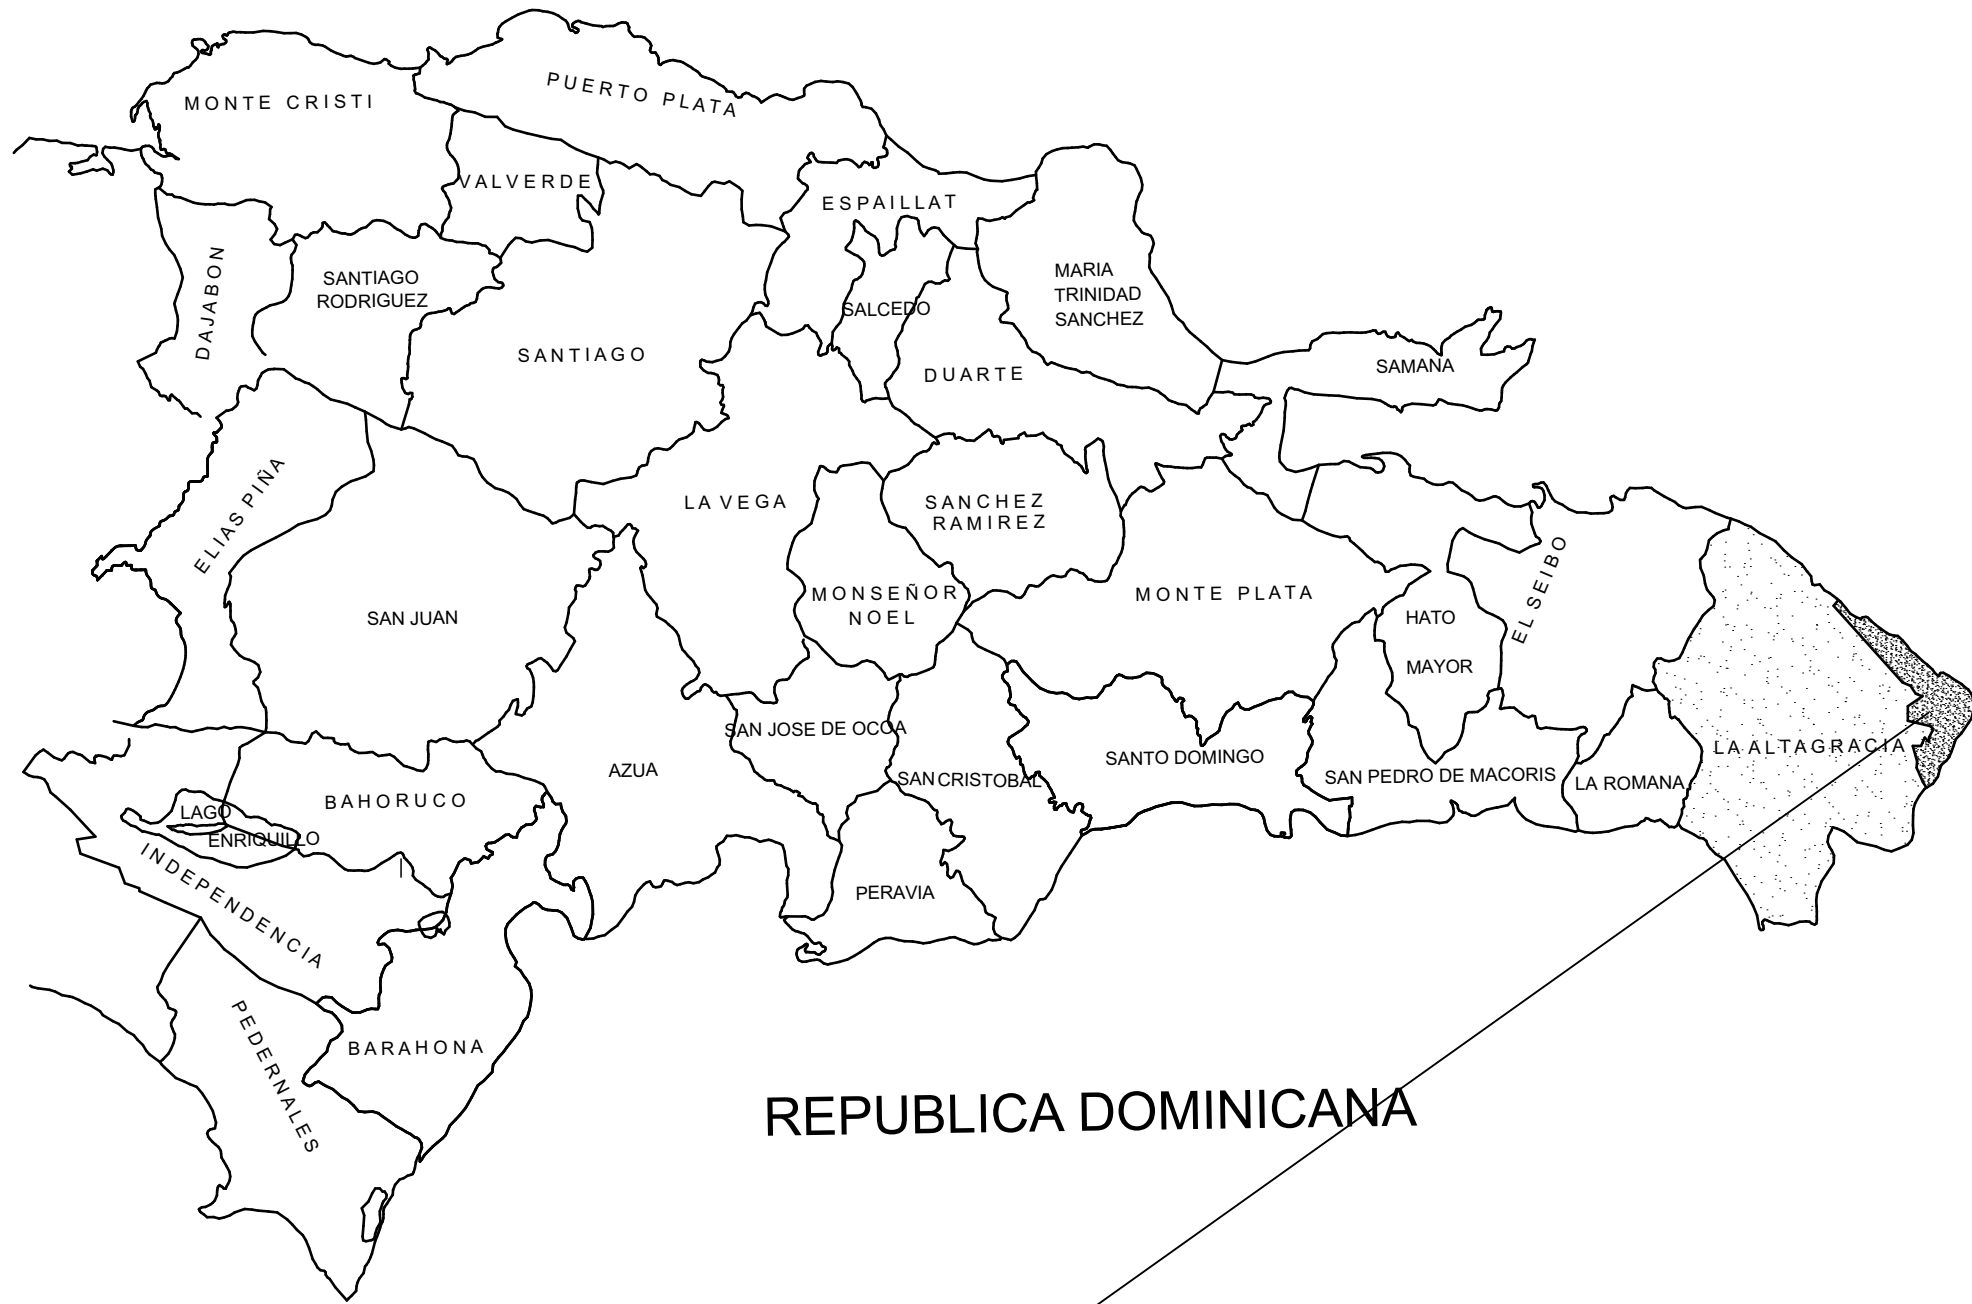 PUERTO PLATA
MONTE CRISTI
VALVERDE
ESPAILLAT
DAJABON
SANTIAGO
RODRIGUEZ
MARIA
TRINIDAD
SANCHEZ
SALCEDO
SANTIAGO
DUARTE
SAMANA
ELIAS PIÑA
LA VEGA
SANCHEZ
RAMIREZ
EL SEIBO
SAN JUAN
MONSEÑOR
NOEL
MONTE PLATA
HATO
MAYOR
SAN JOSE DE OCOA
LA ALTAGRACIA
AZUA
SAN CRISTOBAL
SANTO DOMINGO
SAN PEDRO DE MACORIS
LA ROMANA
BAHORUCO
LAGO
ENRIQUILLO
INDEPENDENCIA
PERAVIA
PEDERNALES
BARAHONA
REPUBLICA DOMINICANA